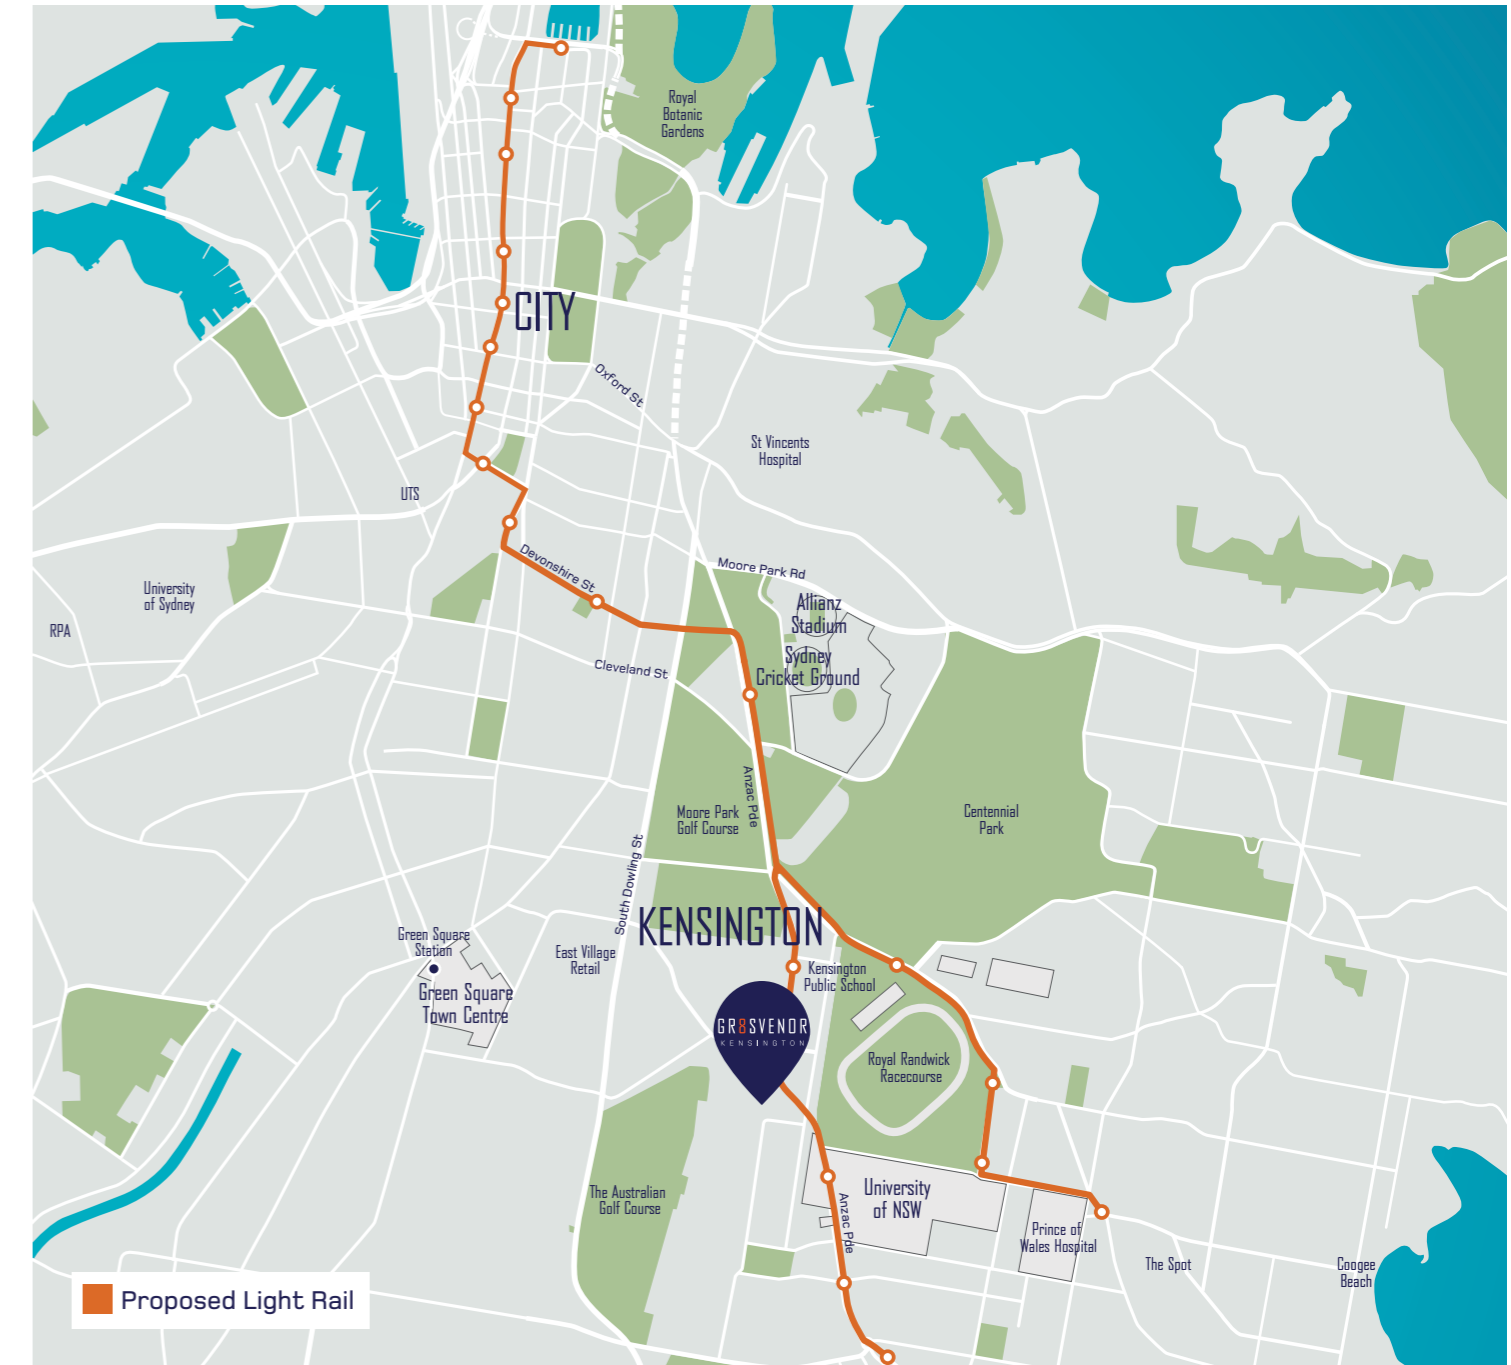 Royal
Botanic
Gardens
CITY
Oxford St
St Vincents
Hospital
UTS
Devonshire St
Moore Park Rd
University
of Sydney
Allianz
Stadium
RPA
Sydney
Cricket Ground
Cleveland St
Anzac Pde
Moore Park
Golf Course
Centennial
Park
South Dowling St
KENSINGTON
Green Square
Station
East Village
Retail
Kensington
Public School
Green Square
Town Centre
GR8SVENOR
KENSINGTON
Royal Randwick
Racecourse
The Australian
Golf Course
University
of NSW
Anzac Pde
Prince of
Wales Hospital
The Spot
Coogee
Beach
Proposed Light Rail